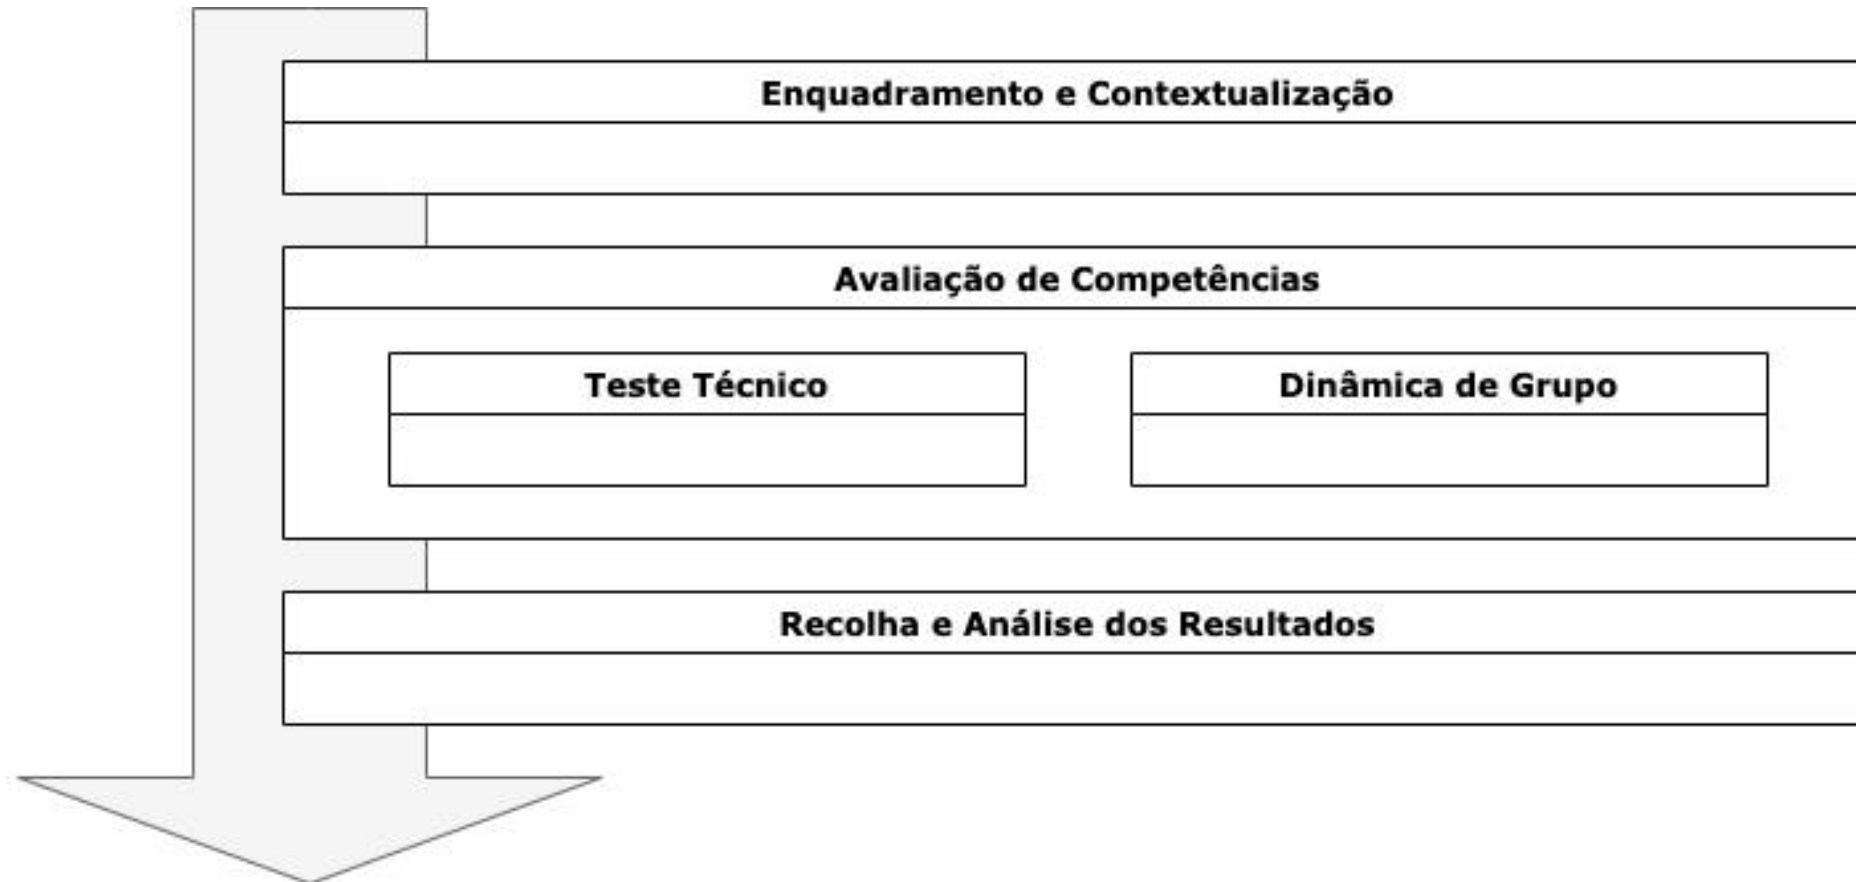 Enquadramento e Contextualização
Avaliação de Competências
Teste Técnico
Dinâmica de Grupo
Recolha e Análise dos Resultados